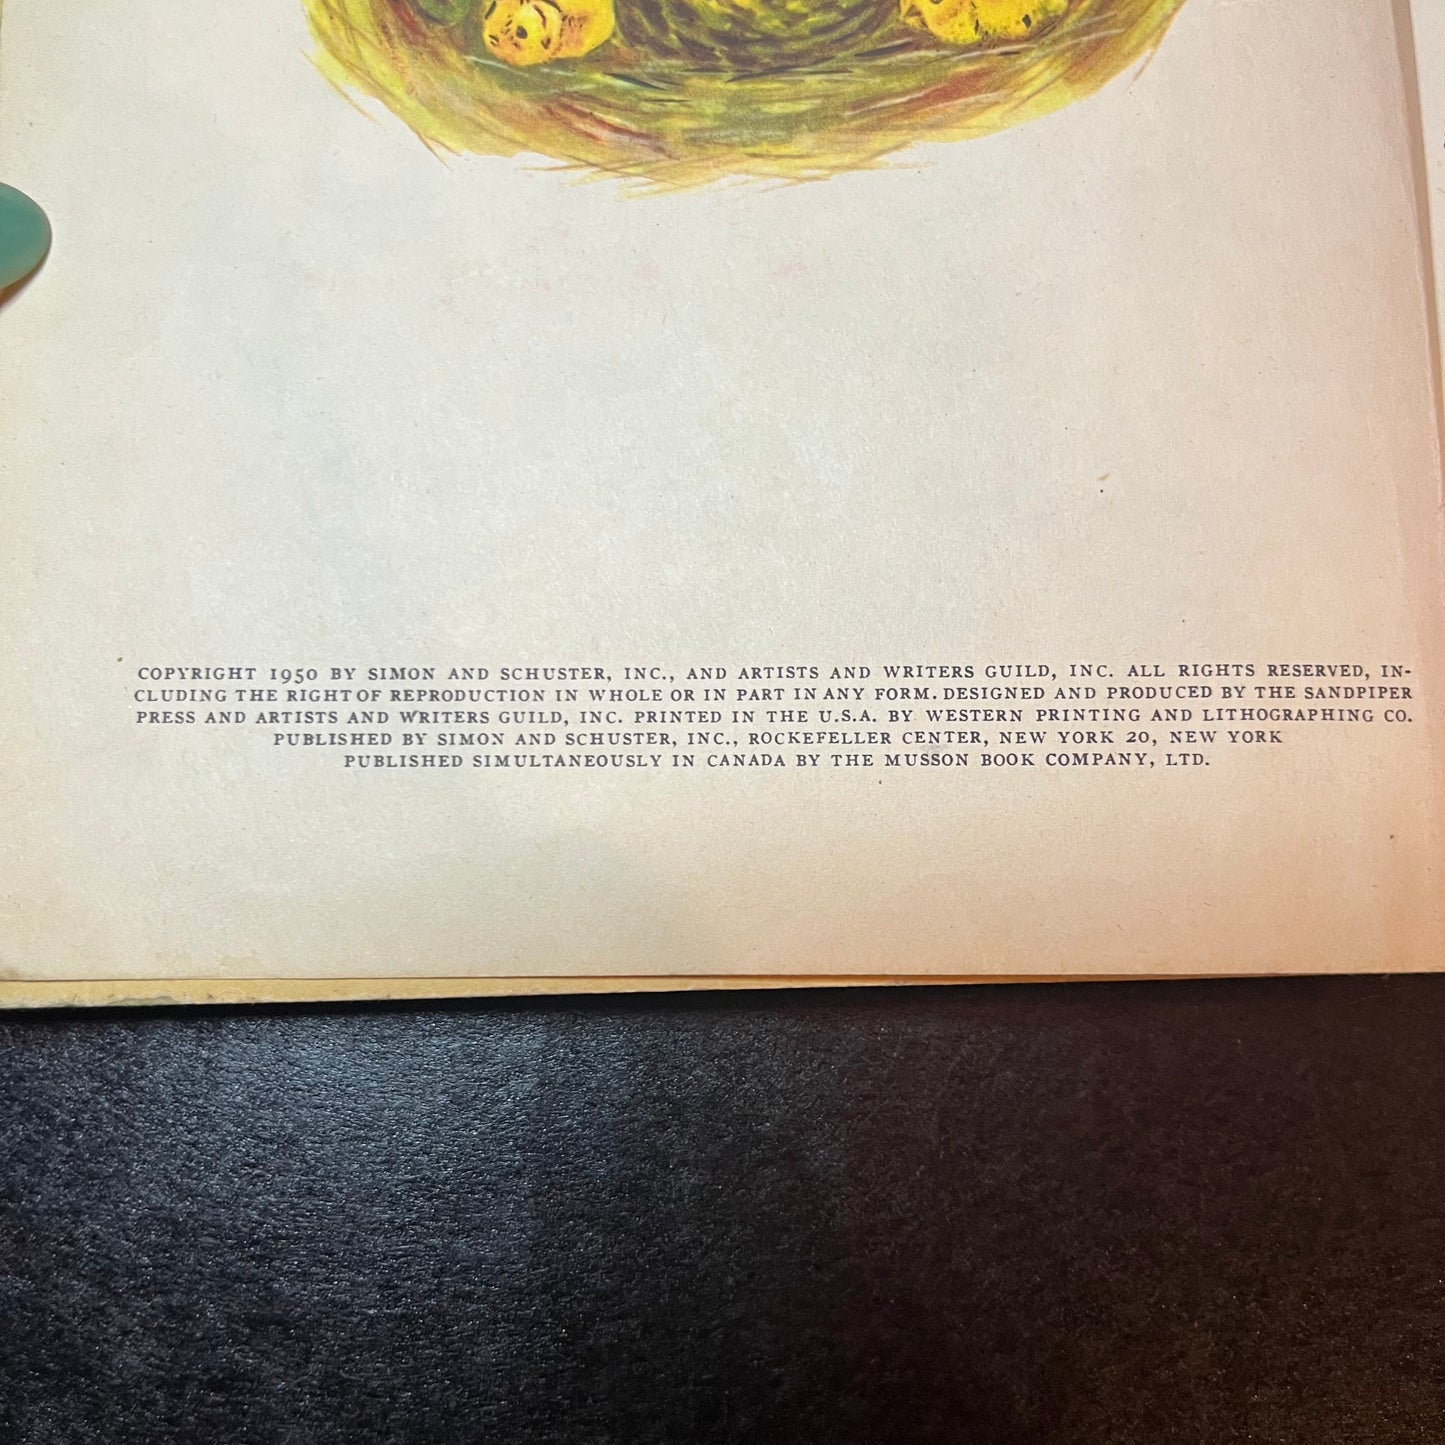 COPYRIGHT 1950 BY SIMON AND SCHUSTER, INC., AND ARTISTS AND WRITERS GUILD, INC. ALL RIGHTS RESERVED, IN-
CLUDING THE RIGHT OF REPRODUCTION IN WHOLE OR IN PART IN ANY FORM. DESIGNED AND PRODUCED BY THE SANDPIPER
PRESS AND ARTISTS AND WRITERS GUILD, INC. PRINTED IN THE U.S.A. BY WESTERN PRINTING AND LITHOGRAPHING CO.
PUBLISHED BY SIMON AND SCHUSTER, INC., ROCKEFELLER CENTER, NEW YORK 20, NEW YORK
PUBLISHED SIMULTANEOUSLY IN CANADA BY THE MUSSON BOOK COMPANY, LTD.